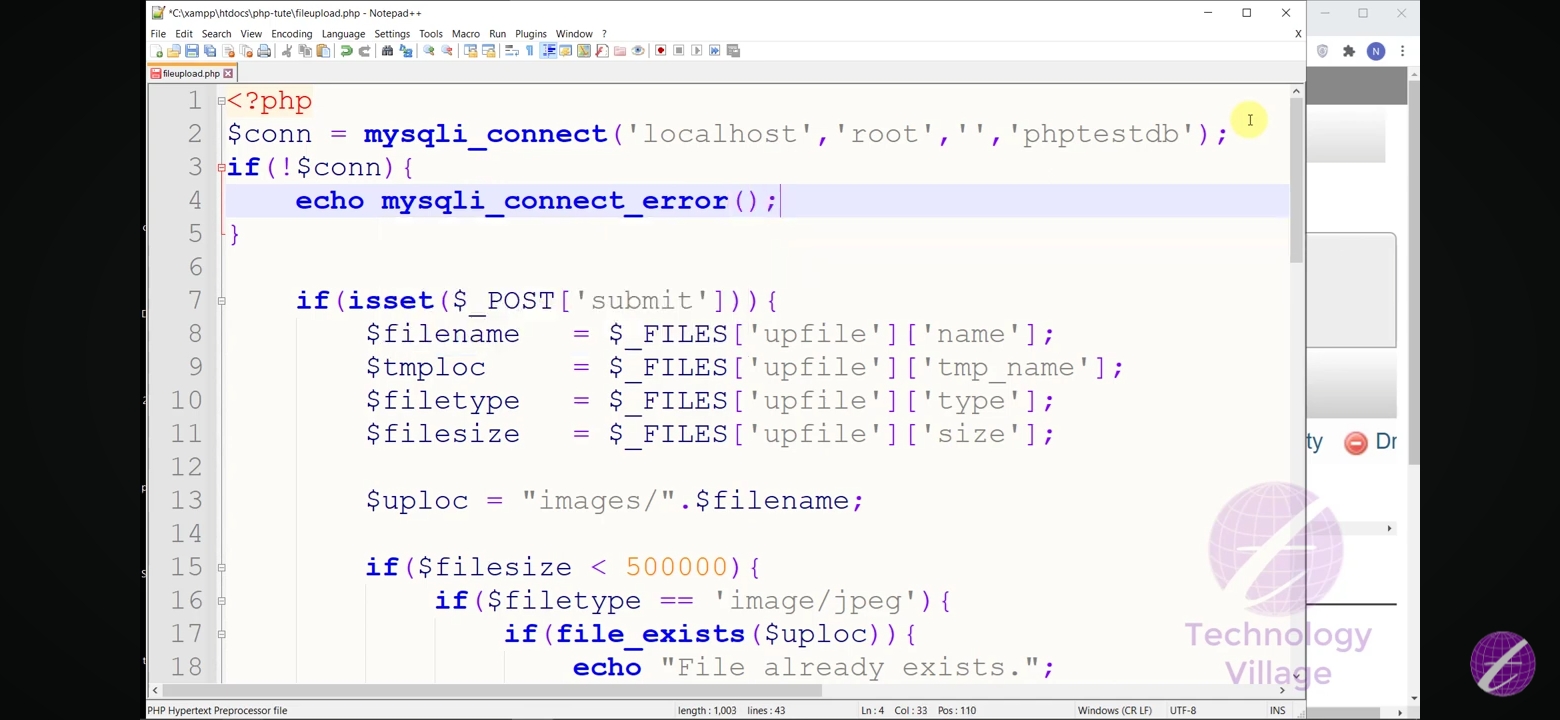 *C:\xampp\htdocs\php-tute\fileupload.php - Notepad++
File Edit Search View Encoding Language Settings Tools Macro Run Plugins Window ? X
fileupload.php
N
1 <?php
2 $conn = mysqli_connect('localhost','root','','phptestdb');
3 if(!$conn){
4 echo mysqli_connect_error();
5 }
6
7 if(isset($_POST['submit'])){
8 $filename = $_FILES['upfile']['name'];
9 $tmploc = $_FILES['upfile']['tmp_name'];
10 $filetype = $_FILES['upfile']['type'];
11 $filesize = $_FILES['upfile']['size'];
12
13 $uploc = "images/".$filename;
14
15 if($filesize < 500000){
16 if($filetype == 'image/jpeg'){
17 if(file_exists($uploc)){
18 echo "File already exists.";
ty Dr
Technology
Village
PHP Hypertext Preprocessor file length : 1,003 lines : 43 Ln : 4 Col : 33 Pos : 110 Windows (CR LF) UTF-8 INS